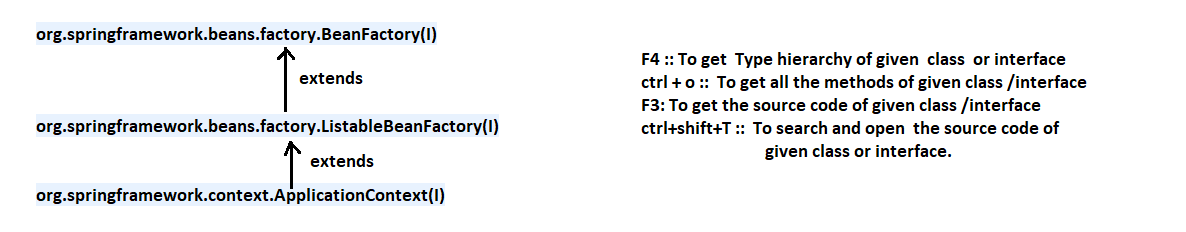 org.springframework.beans.factory.BeanFactory(I)
extends
org.springframework.beans.factory.ListableBeanFactory(I)
extends
org.springframework.context.ApplicationContext(I)
F4 :: To get Type hierarchy of given class or interface
ctrl + o :: To get all the methods of given class /interface
F3: To get the source code of given class /interface
ctrl+shift+T :: To search and open the source code of
given class or interface.